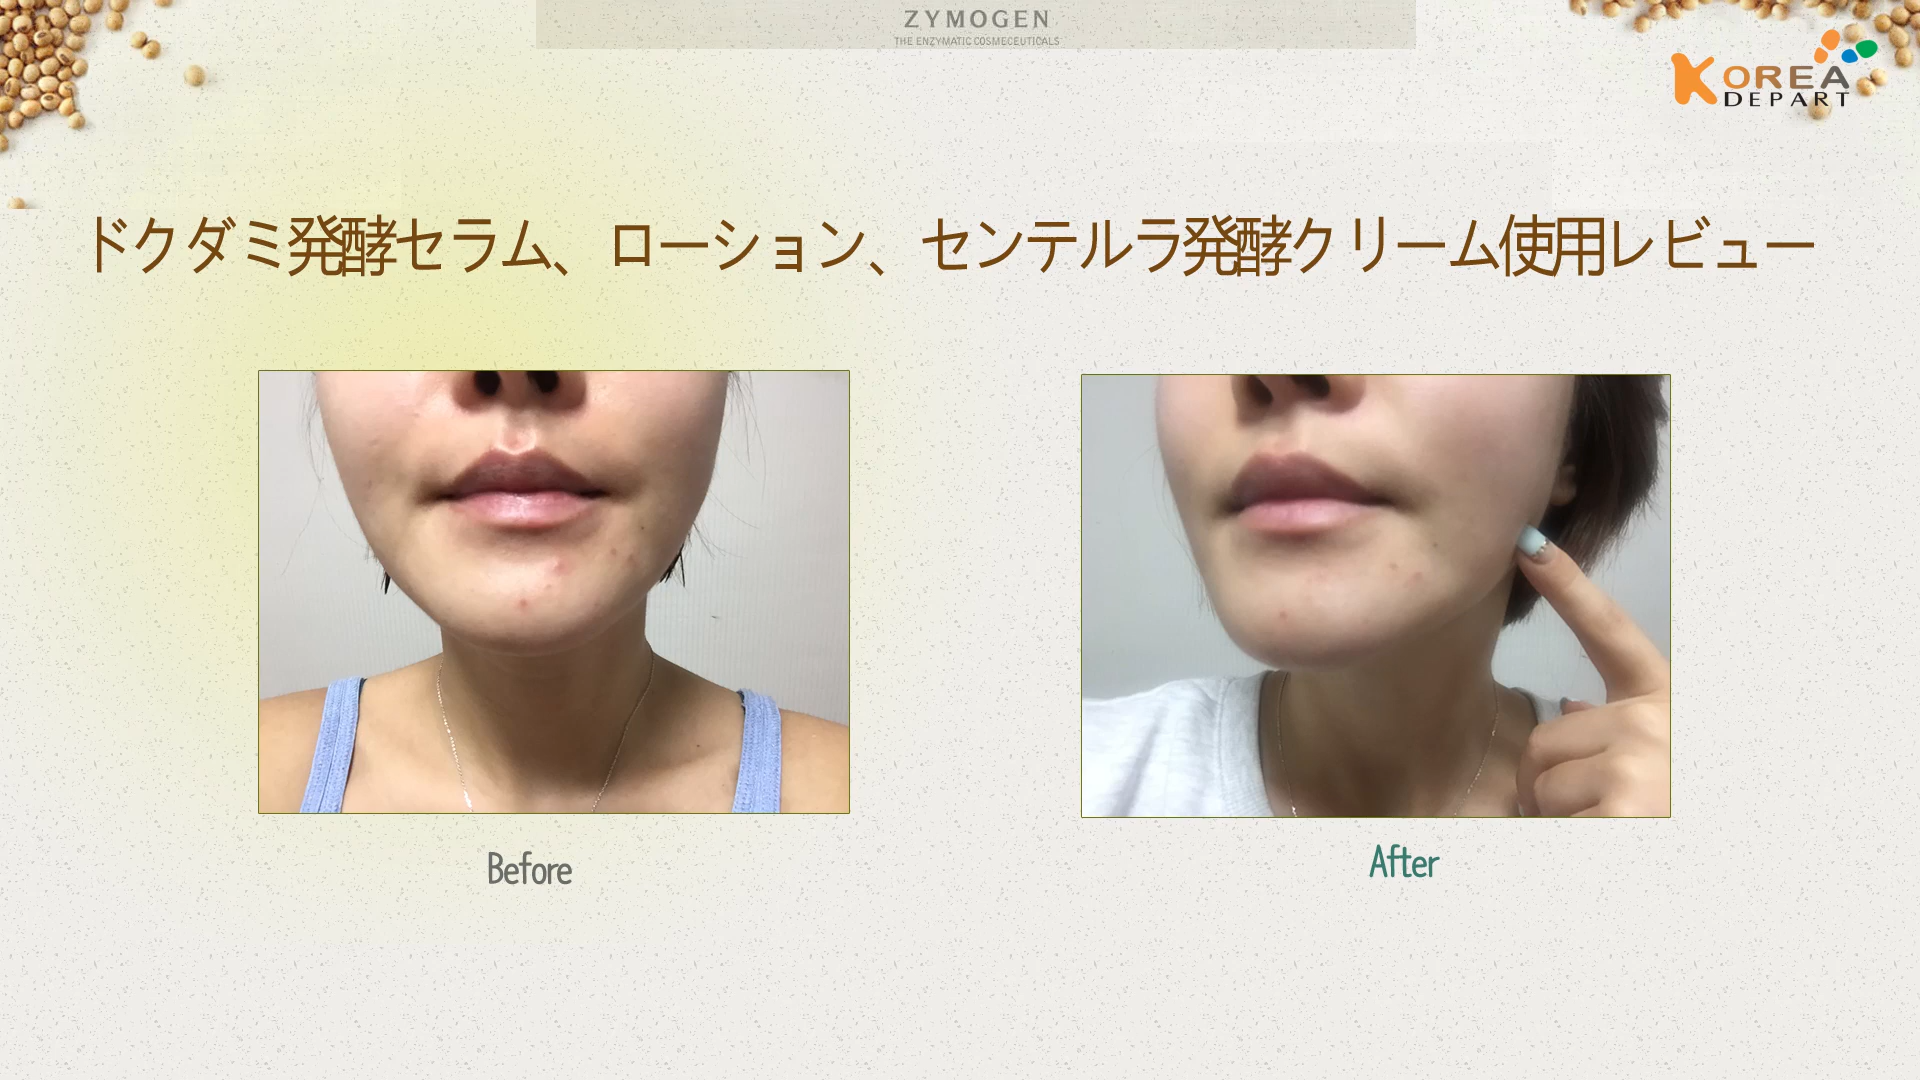 ZYMOGEN
THE ENZYMATIC COSMECEUTICALS
KOREA
DEPART
ドクダミ発酵セラム、ローション、センテルラ発酵クリーム使用レビュー
Before
After